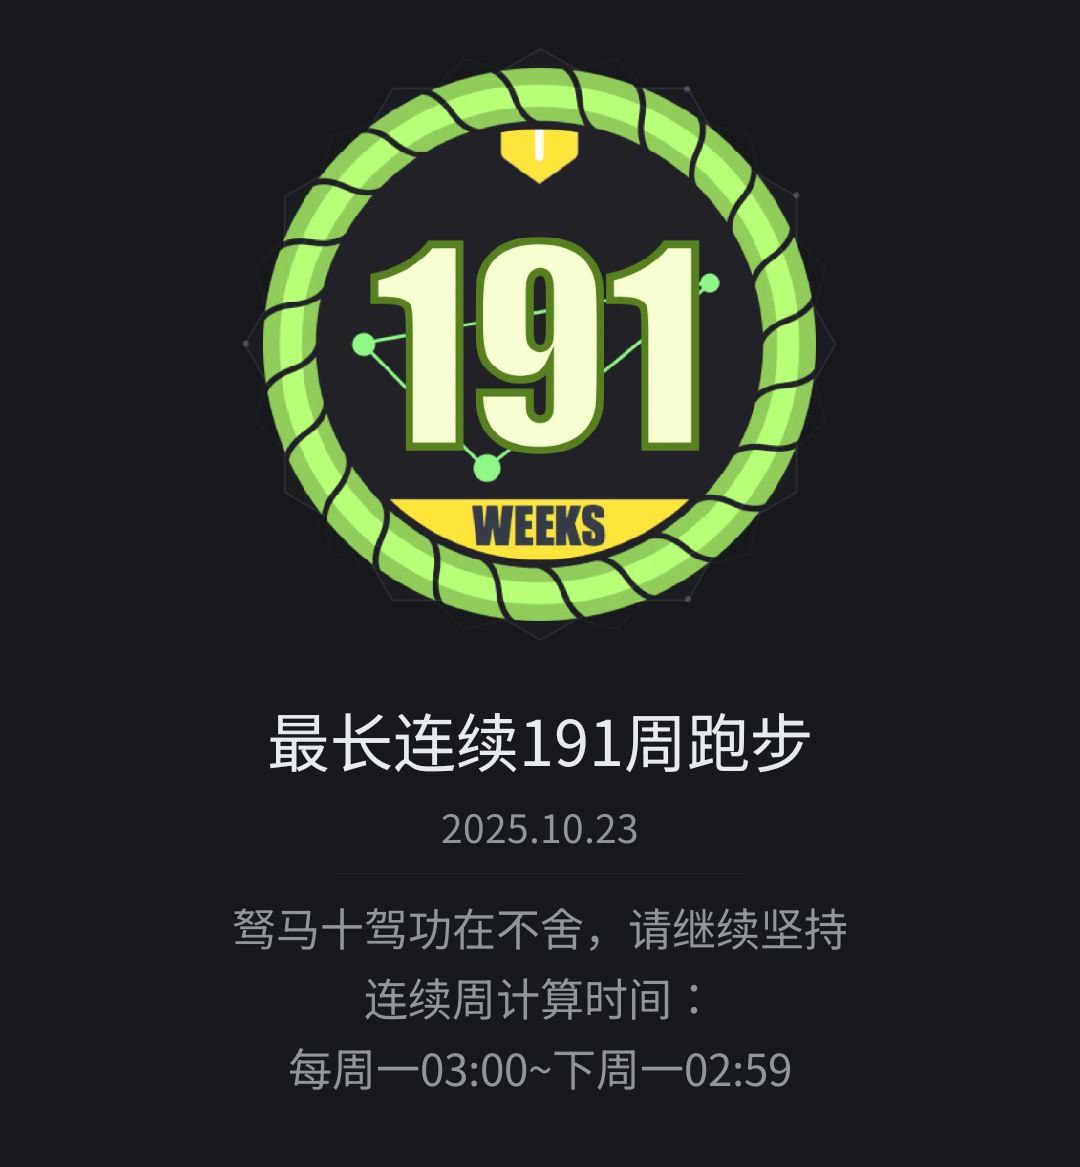 191
WEEKS
最长连续191周跑步
2025.10.23
驽马十驾功在不舍，请继续坚持
连续周计算时间：
每周一03:00~下周一02:59